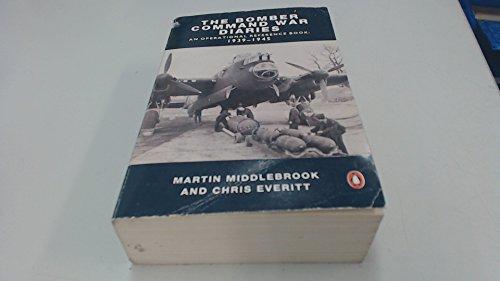 THE BOMBER
COMMAND WAR
DIARIES
AN OPERATIONAL REFERENCE BOOK:
1939–1945
MARTIN MIDDLEBROOK
AND CHRIS EVERITT